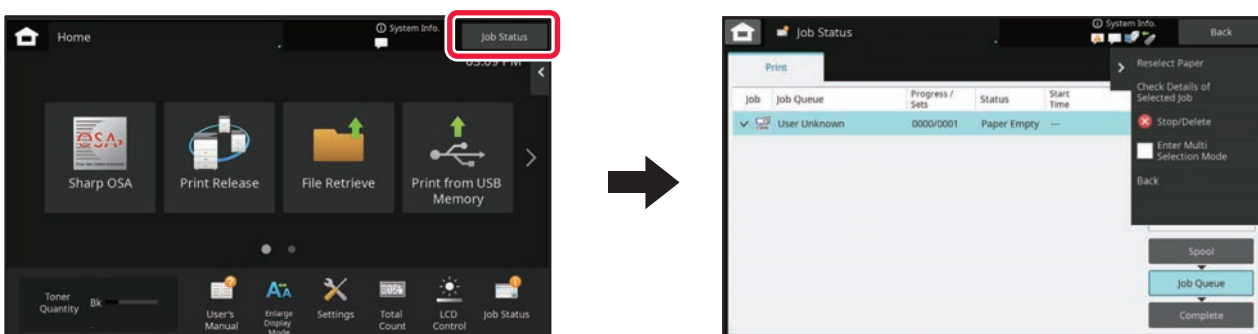 Home
System Info.
Job Status
05:09 PM
OSA
Sharp OSA
Print Release
File Retrieve
Print from USB
Memory
Toner
Quantity
Bk
User's
Manual
Enlarge
Display
Mode
Settings
Total
Count
LCD
Control
Job Status
Job Status
System Info.
Back
Print
Job
Job Queue
Progress /
Sets
Status
Start
Time
User Unknown
0000/0001
Paper Empty
---
Reselect Paper
Check Details of
Selected Job
Stop/Delete
Enter Multi
Selection Mode
Back
Spool
Job Queue
Complete